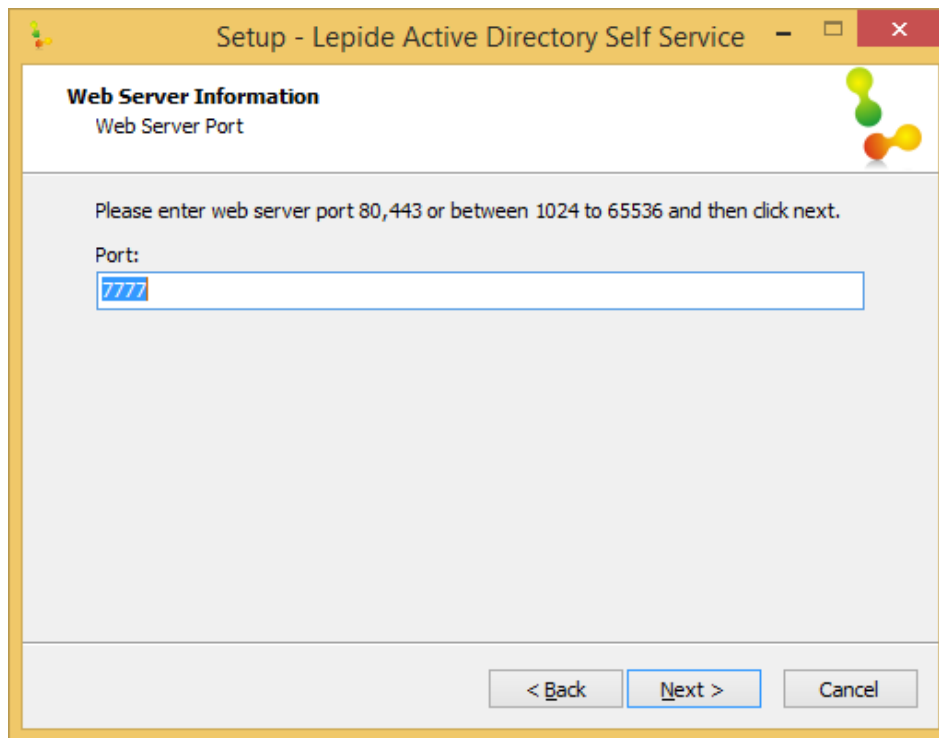 Setup - Lepide Active Directory Self Service
Web Server Information
Web Server Port
Please enter web server port 80,443 or between 1024 to 65536 and then click next.
Port:
7777
< Back Next > Cancel